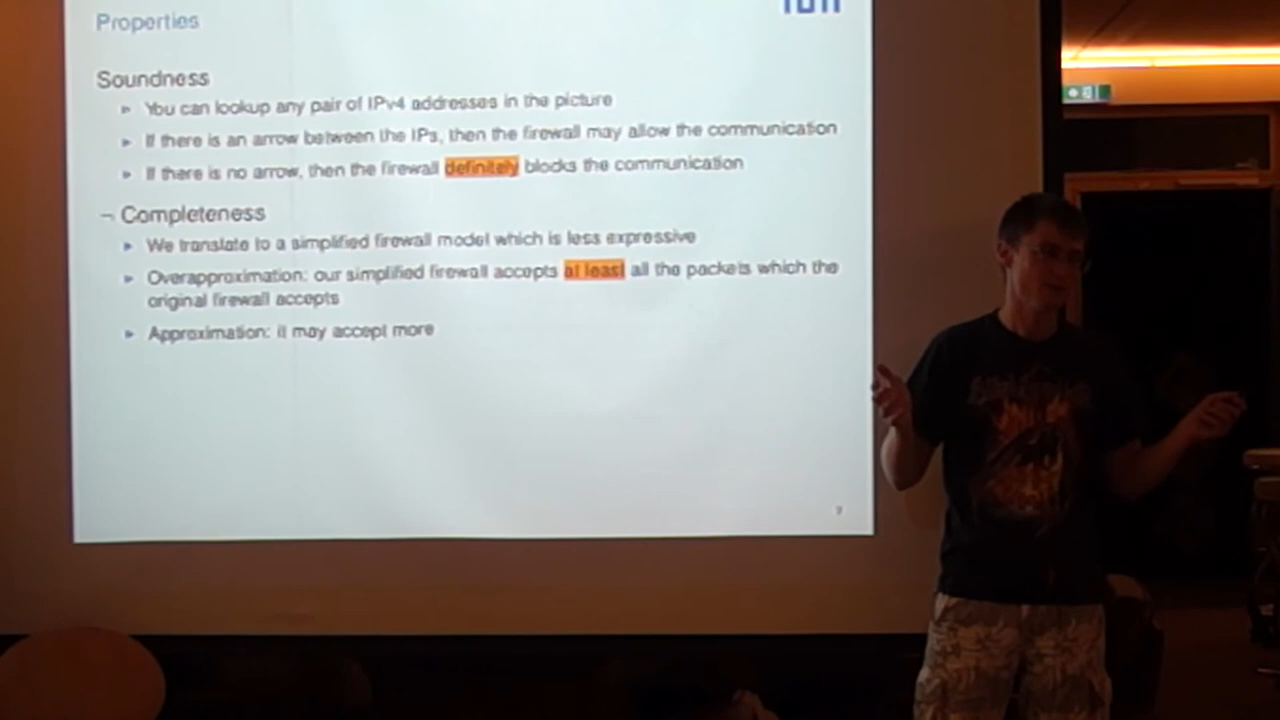 Properties
Soundness
You can lookup any pair of IPv4 addresses in the picture
If there is an arrow between the IPs, then the firewall may allow the communication
If there is no arrow, then the firewall definitely blocks the communication
¬ Completeness
We translate to a simplified firewall model which is less expressive
Overapproximation: our simplified firewall accepts at least all the packets which the
original firewall accepts
Approximation: it may accept more